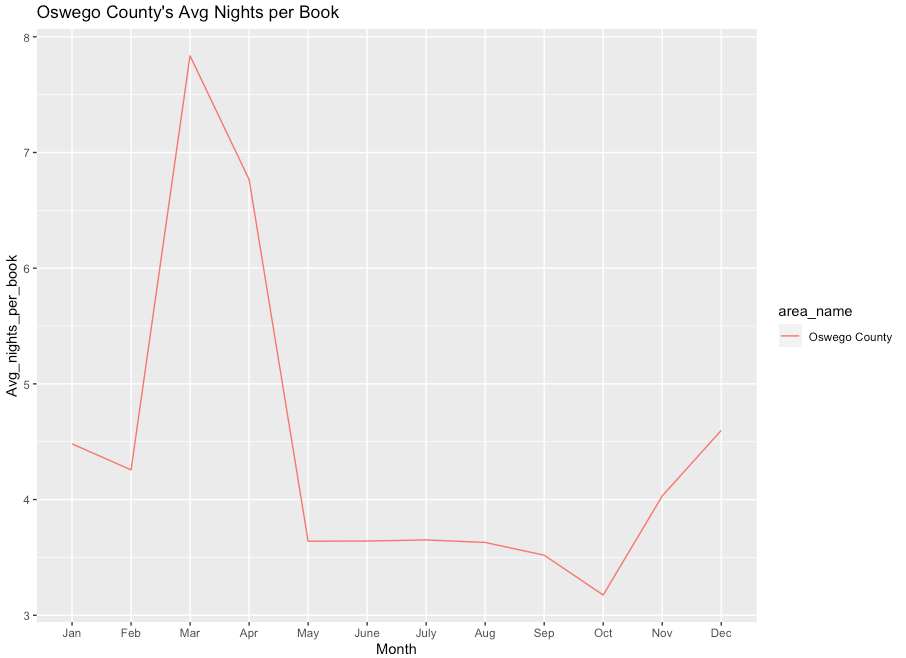 Oswego County's Avg Nights per Book
Avg_nights_per_book
8
7
6
5
4
3
Jan Feb Mar Apr May June July Aug Sep Oct Nov Dec
Month
area_name
Oswego County